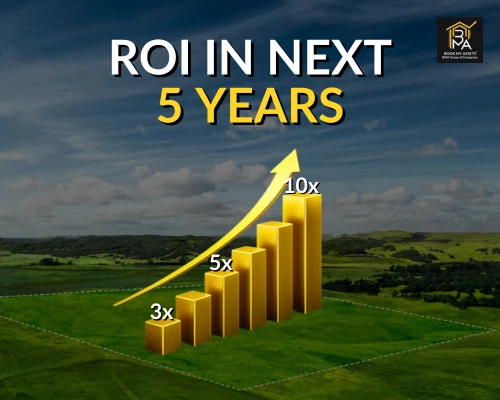 ROI IN NEXT
5 YEARS
BMA
BOOK MY ASSETS
BMA Group of Companies
10x
5x
3x